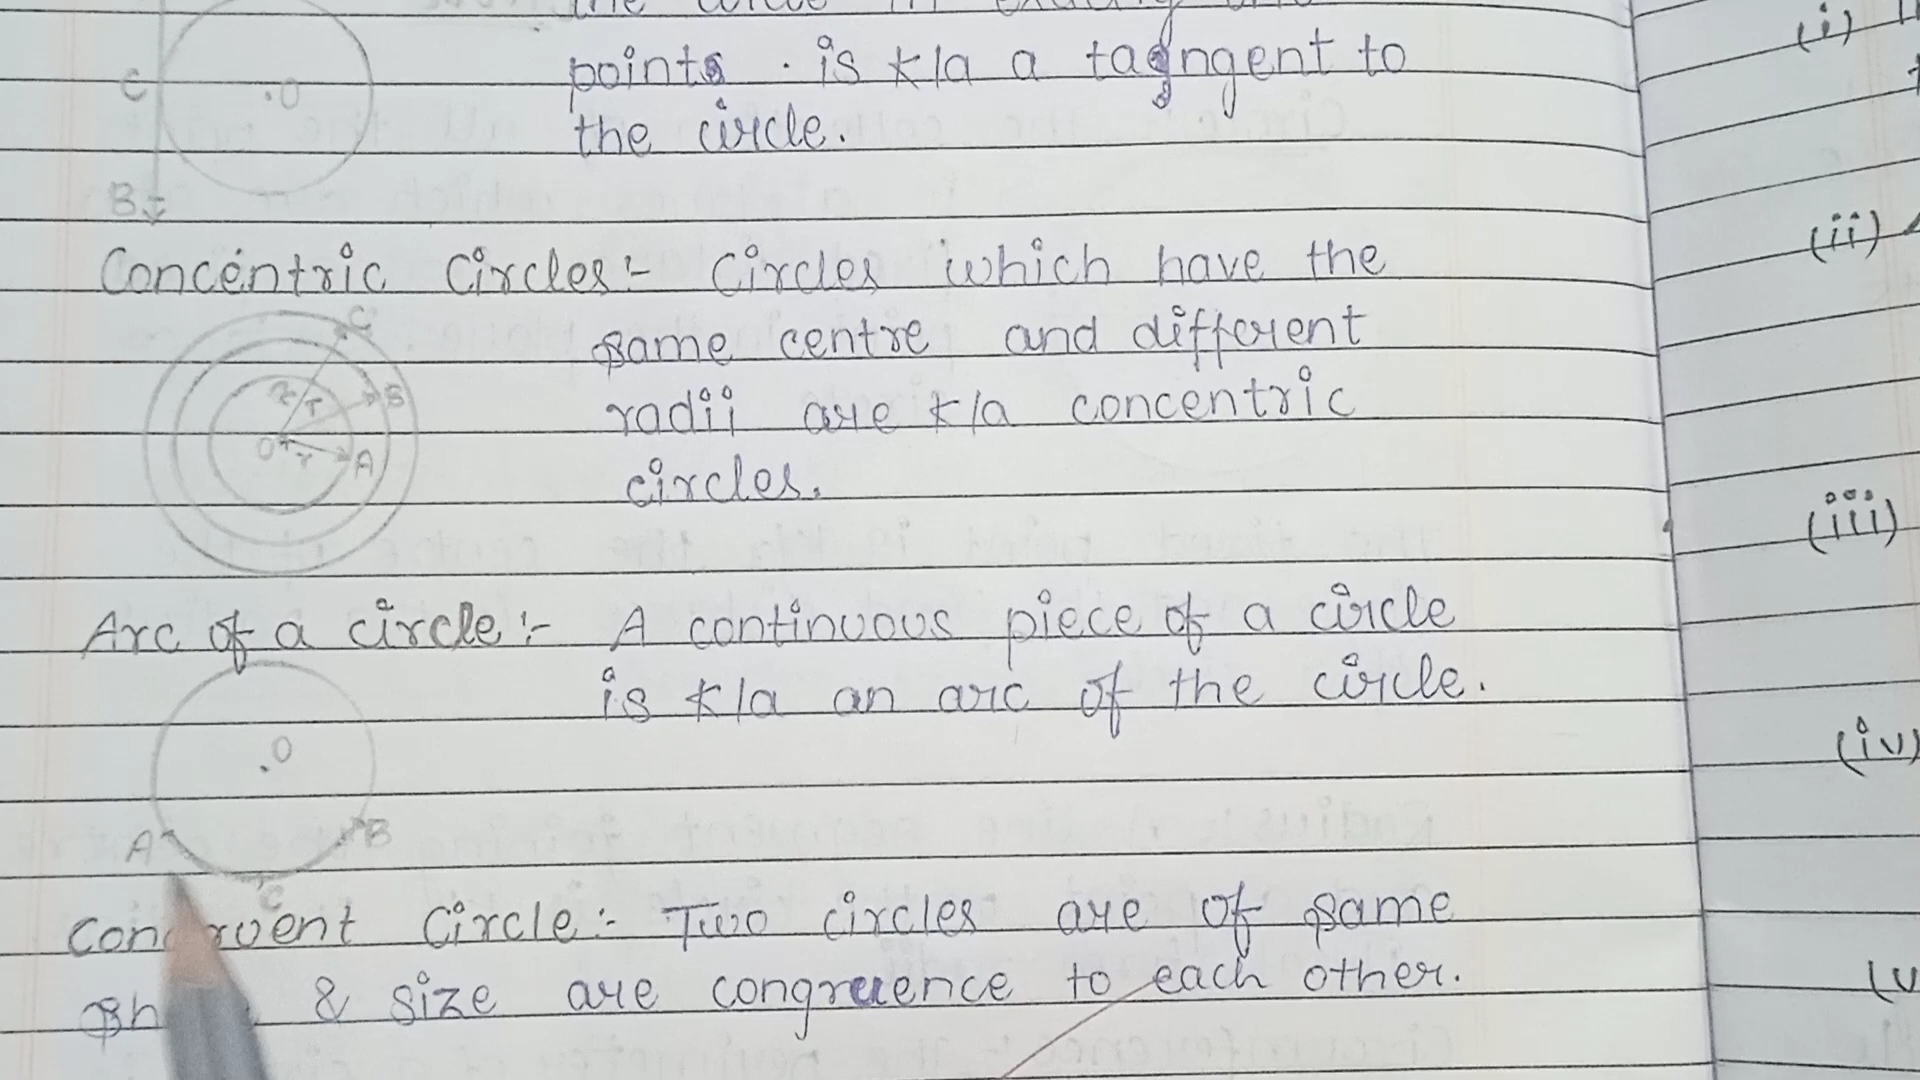 points. is k/a a tangent to
the circle.
C
O
B
Concentric Circles:- Circles which have the
same centre and different
radii are k/a concentric
circles.
C
B
r
O
r
A
Arc of a circle:- A continuous piece of a circle
is k/a an arc of the circle.
O
A
B
C
Circle:- Two circles are of same
& size are congruence to each other.
(i)
(ii)
(iii)
(iv)